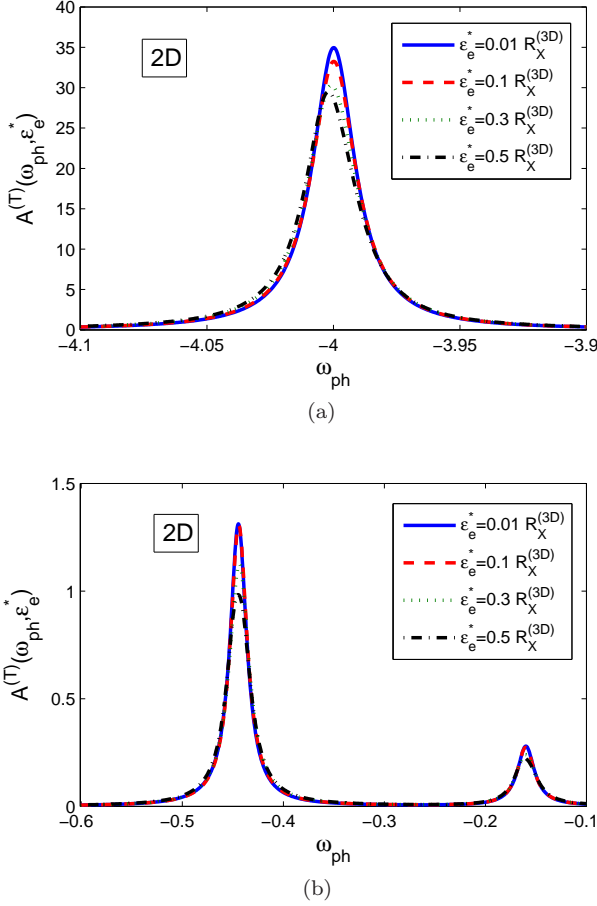 40
35
30
25
20
15
10
5
0
A^(T)(ω_ph,ε_e^*)
2D
ε_e^*=0.01 R_X^(3D)
ε_e^*=0.1 R_X^(3D)
ε_e^*=0.3 R_X^(3D)
ε_e^*=0.5 R_X^(3D)
−4.1 −4.05 −4 −3.95 −3.9
ω_ph
(a)
1.5
1
0.5
0
A^(T)(ω_ph,ε_e^*)
2D
ε_e^*=0.01 R_X^(3D)
ε_e^*=0.1 R_X^(3D)
ε_e^*=0.3 R_X^(3D)
ε_e^*=0.5 R_X^(3D)
−0.6 −0.5 −0.4 −0.3 −0.2 −0.1
ω_ph
(b)